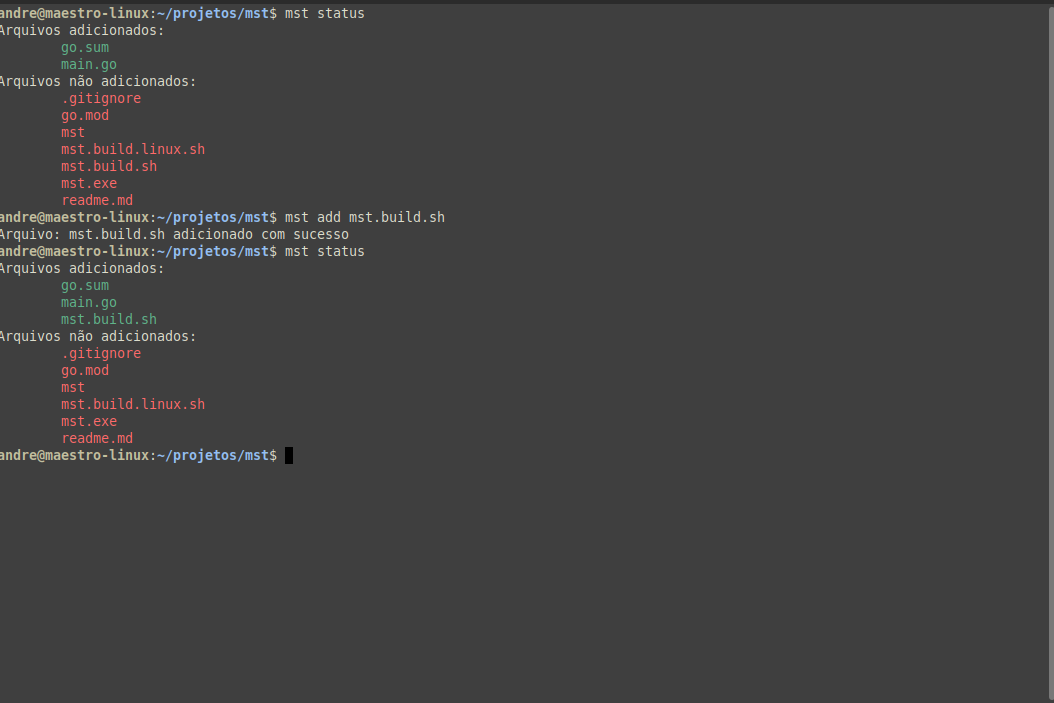 andre@maestro-linux:~/projetos/mst$ mst status
Arquivos adicionados:
go.sum
main.go
Arquivos não adicionados:
.gitignore
go.mod
mst
mst.build.linux.sh
mst.build.sh
mst.exe
readme.md
andre@maestro-linux:~/projetos/mst$ mst add mst.build.sh
Arquivo: mst.build.sh adicionado com sucesso
andre@maestro-linux:~/projetos/mst$ mst status
Arquivos adicionados:
go.sum
main.go
mst.build.sh
Arquivos não adicionados:
.gitignore
go.mod
mst
mst.build.linux.sh
mst.exe
readme.md
andre@maestro-linux:~/projetos/mst$